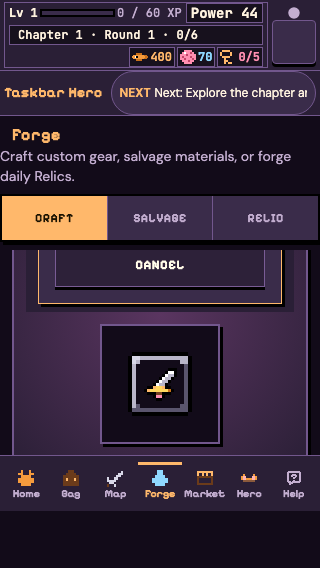 Lv 1 0 / 60 XP Power 44
Chapter 1 · Round 1 · 0/6
400 70 0/5
Taskbar Hero NEXT Next: Explore the chapter
Forge
Craft custom gear, salvage materials, or forge
daily Relics.
CRAFT SALVAGE RELIC
CANCEL
Home Bag Map Forge Market Hero Help